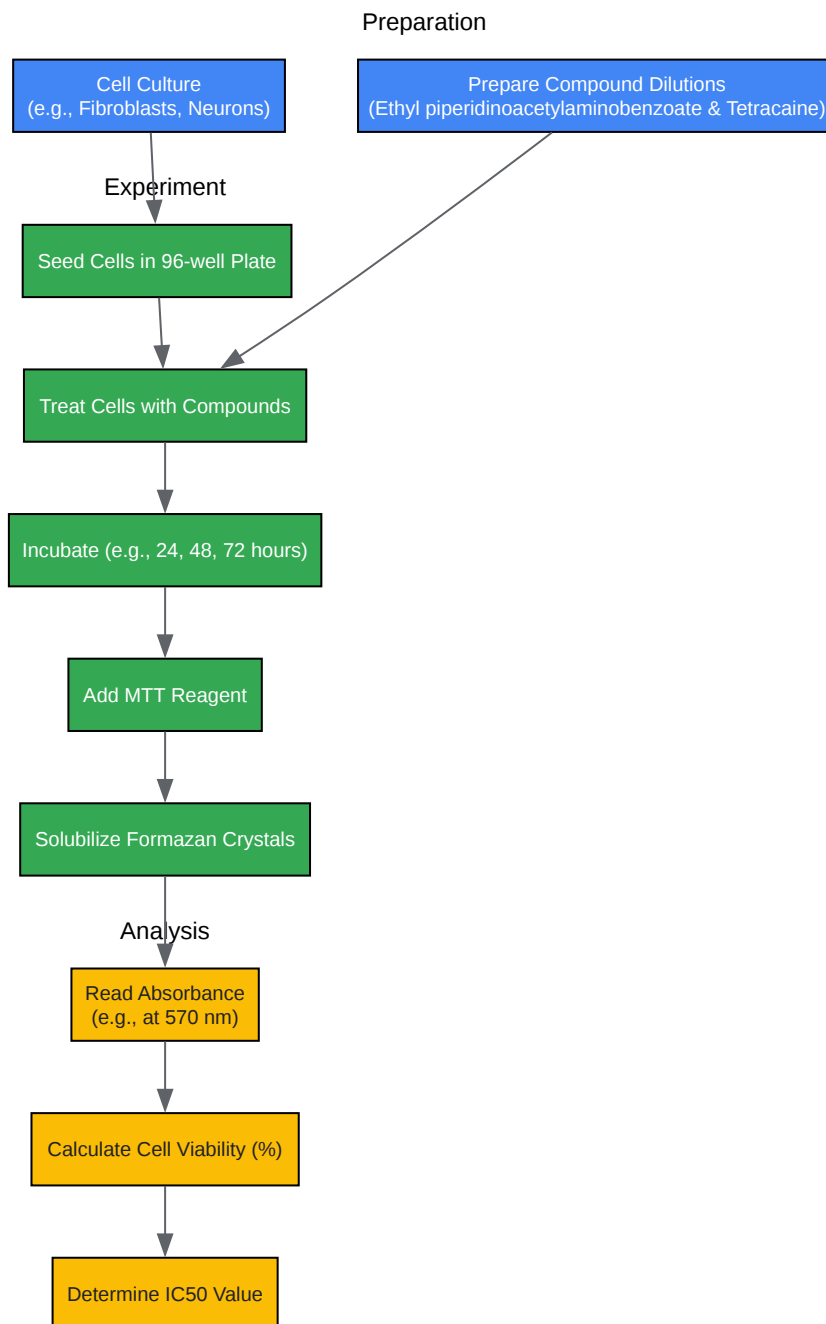 Preparation
Cell Culture
(e.g., Fibroblasts, Neurons)
Prepare Compound Dilutions
(Ethyl piperidinoacetylaminobenzoate & Tetracaine)
Experiment
Seed Cells in 96-well Plate
Treat Cells with Compounds
Incubate (e.g., 24, 48, 72 hours)
Add MTT Reagent
Solubilize Formazan Crystals
Analysis
Read Absorbance
(e.g., at 570 nm)
Calculate Cell Viability (%)
Determine IC50 Value